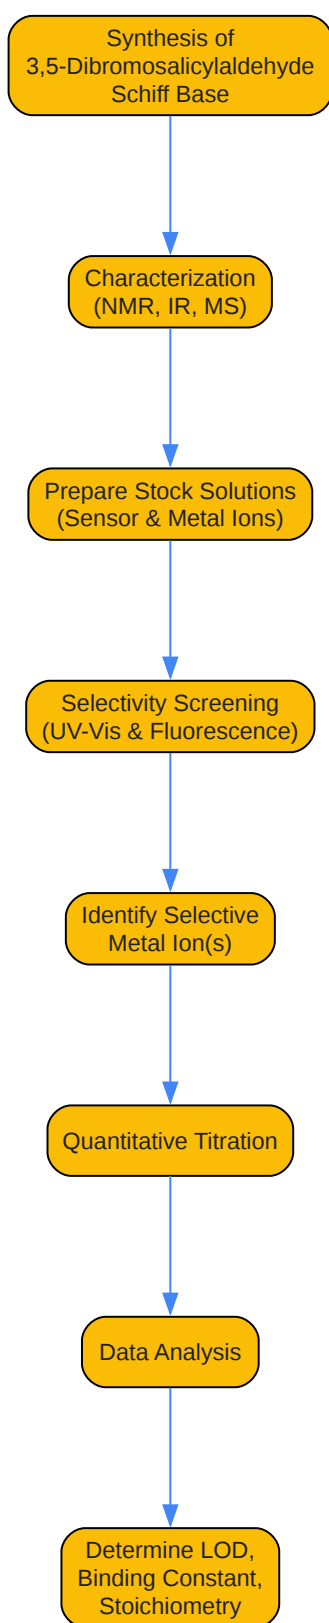 Synthesis of
3,5-Dibromosalicylaldehyde
Schiff Base
Characterization
(NMR, IR, MS)
Prepare Stock Solutions
(Sensor & Metal Ions)
Selectivity Screening
(UV-Vis & Fluorescence)
Identify Selective
Metal Ion(s)
Quantitative Titration
Data Analysis
Determine LOD,
Binding Constant,
Stoichiometry